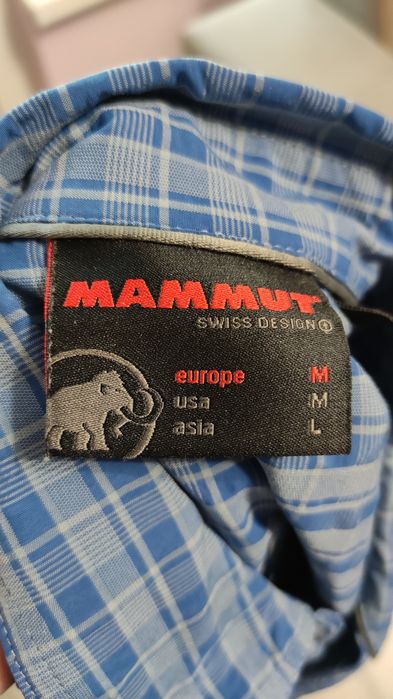 MAMMUT
SWISS DESIGN
europe M
usa M
asia L